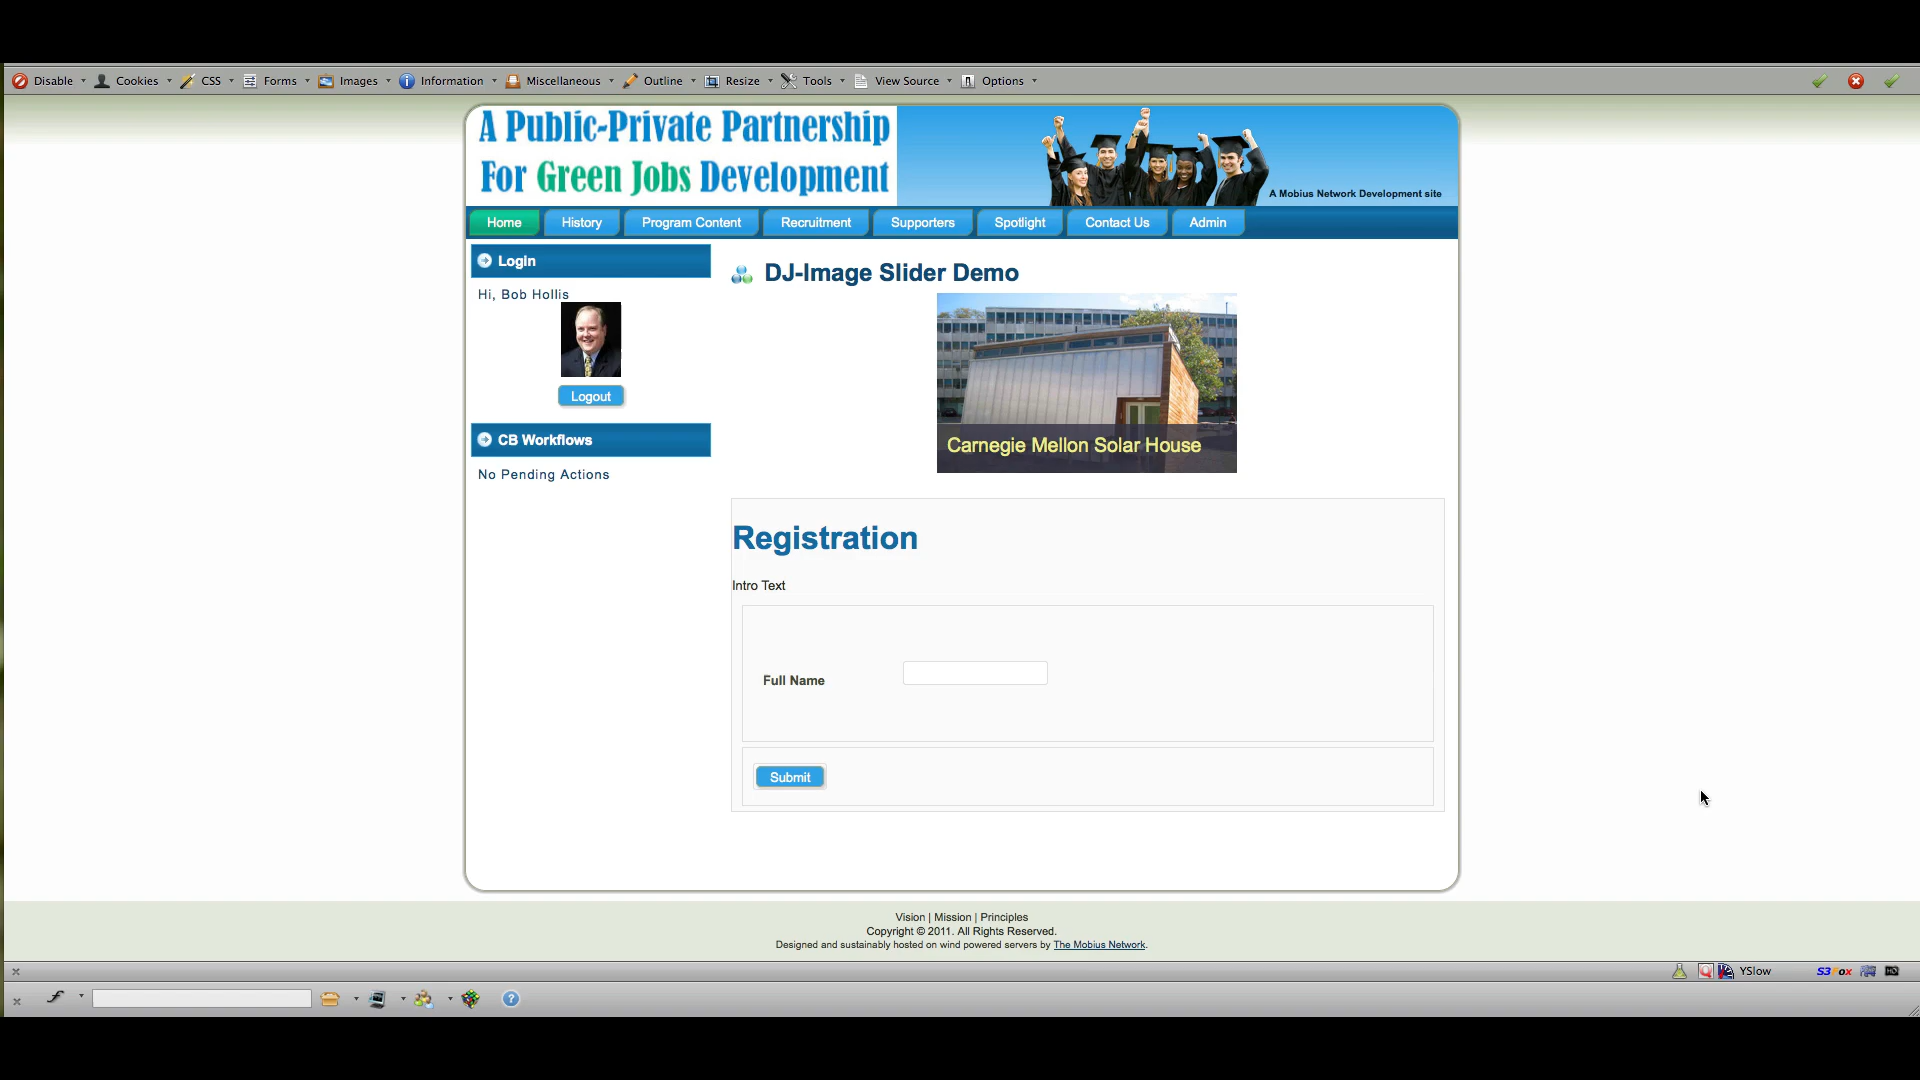 Disable Cookies CSS Forms Images Information Miscellaneous Outline Resize Tools View Source Options
A Public-Private Partnership
For Green Jobs Development
A Mobius Network Development site
Home History Program Content Recruitment Supporters Spotlight Contact Us Admin
Login
Hi, Bob Hollis
Logout
CB Workflows
No Pending Actions
DJ-Image Slider Demo
Carnegie Mellon Solar House
Registration
Intro Text
Full Name
Submit
Vision | Mission | Principles
Copyright © 2011. All Rights Reserved.
Designed and sustainably hosted on wind powered servers by The Mobius Network.
YSlow S3Fox HD